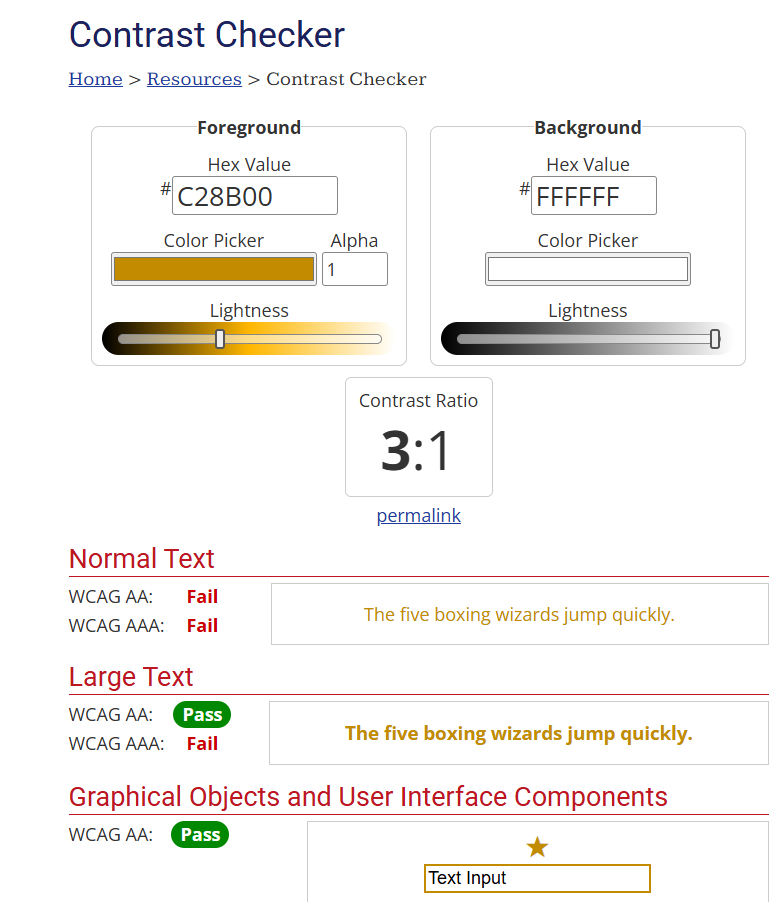 Contrast Checker
Home > Resources > Contrast Checker
Foreground
Hex Value
# C28B00
Color Picker Alpha
1
Lightness
Background
Hex Value
# FFFFFF
Color Picker
Lightness
Contrast Ratio
3:1
permalink
Normal Text
WCAG AA: Fail
WCAG AAA: Fail
The five boxing wizards jump quickly.
Large Text
WCAG AA: Pass
WCAG AAA: Fail
The five boxing wizards jump quickly.
Graphical Objects and User Interface Components
WCAG AA: Pass
Text Input